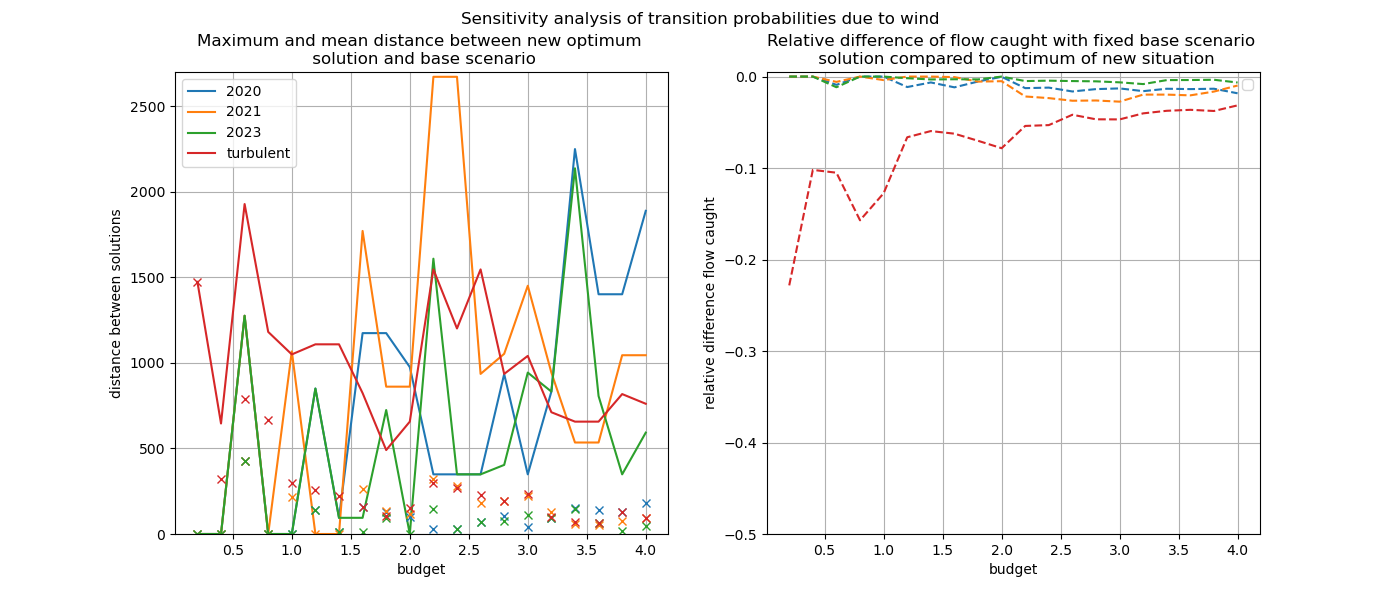 Sensitivity analysis of transition probabilities due to wind
Maximum and mean distance between new optimum
solution and base scenario
2500
2000
1500
1000
500
0
distance between solutions
2020
2021
2023
turbulent
0.5 1.0 1.5 2.0 2.5 3.0 3.5 4.0
budget
Relative difference of flow caught with fixed base scenario
solution compared to optimum of new situation
0.0
−0.1
−0.2
−0.3
−0.4
−0.5
relative difference flow caught
0.5 1.0 1.5 2.0 2.5 3.0 3.5 4.0
budget